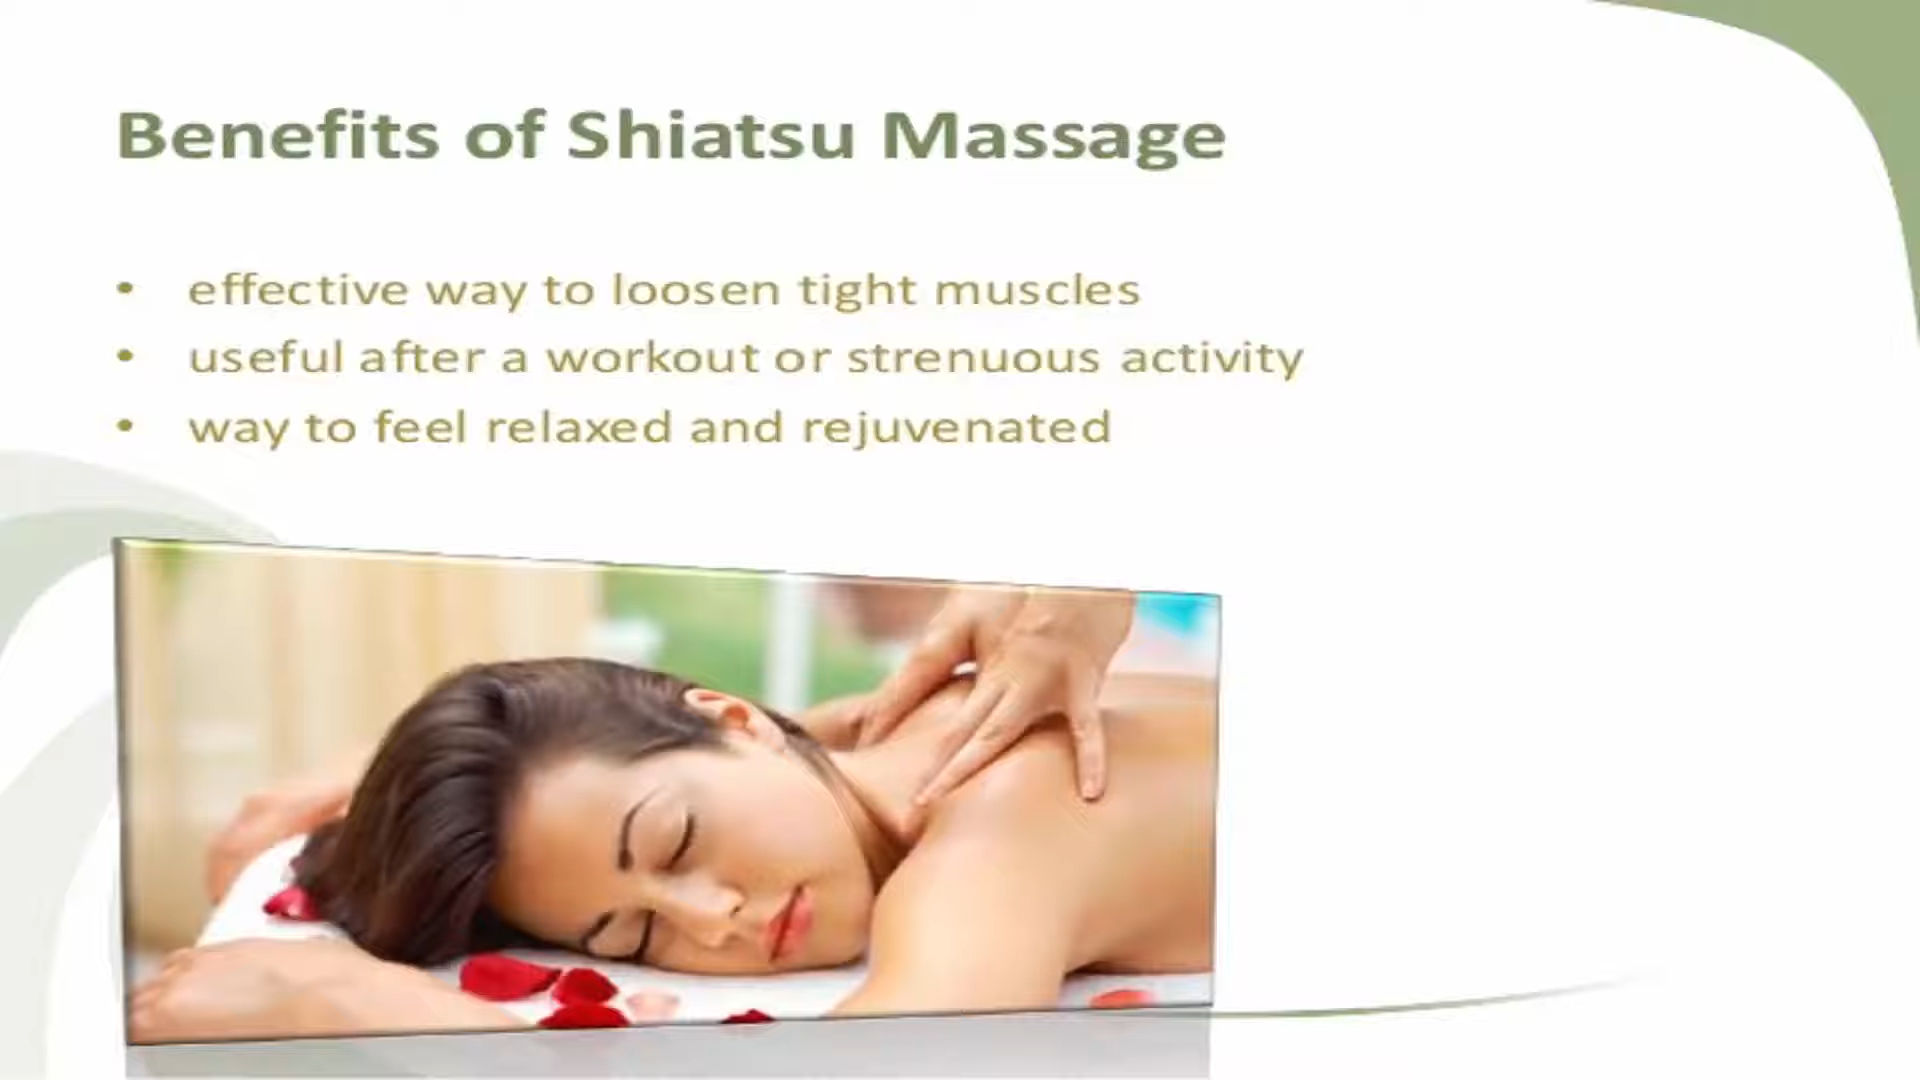 Benefits of Shiatsu Massage
• effective way to loosen tight muscles
• useful after a workout or strenuous activity
• way to feel relaxed and rejuvenated